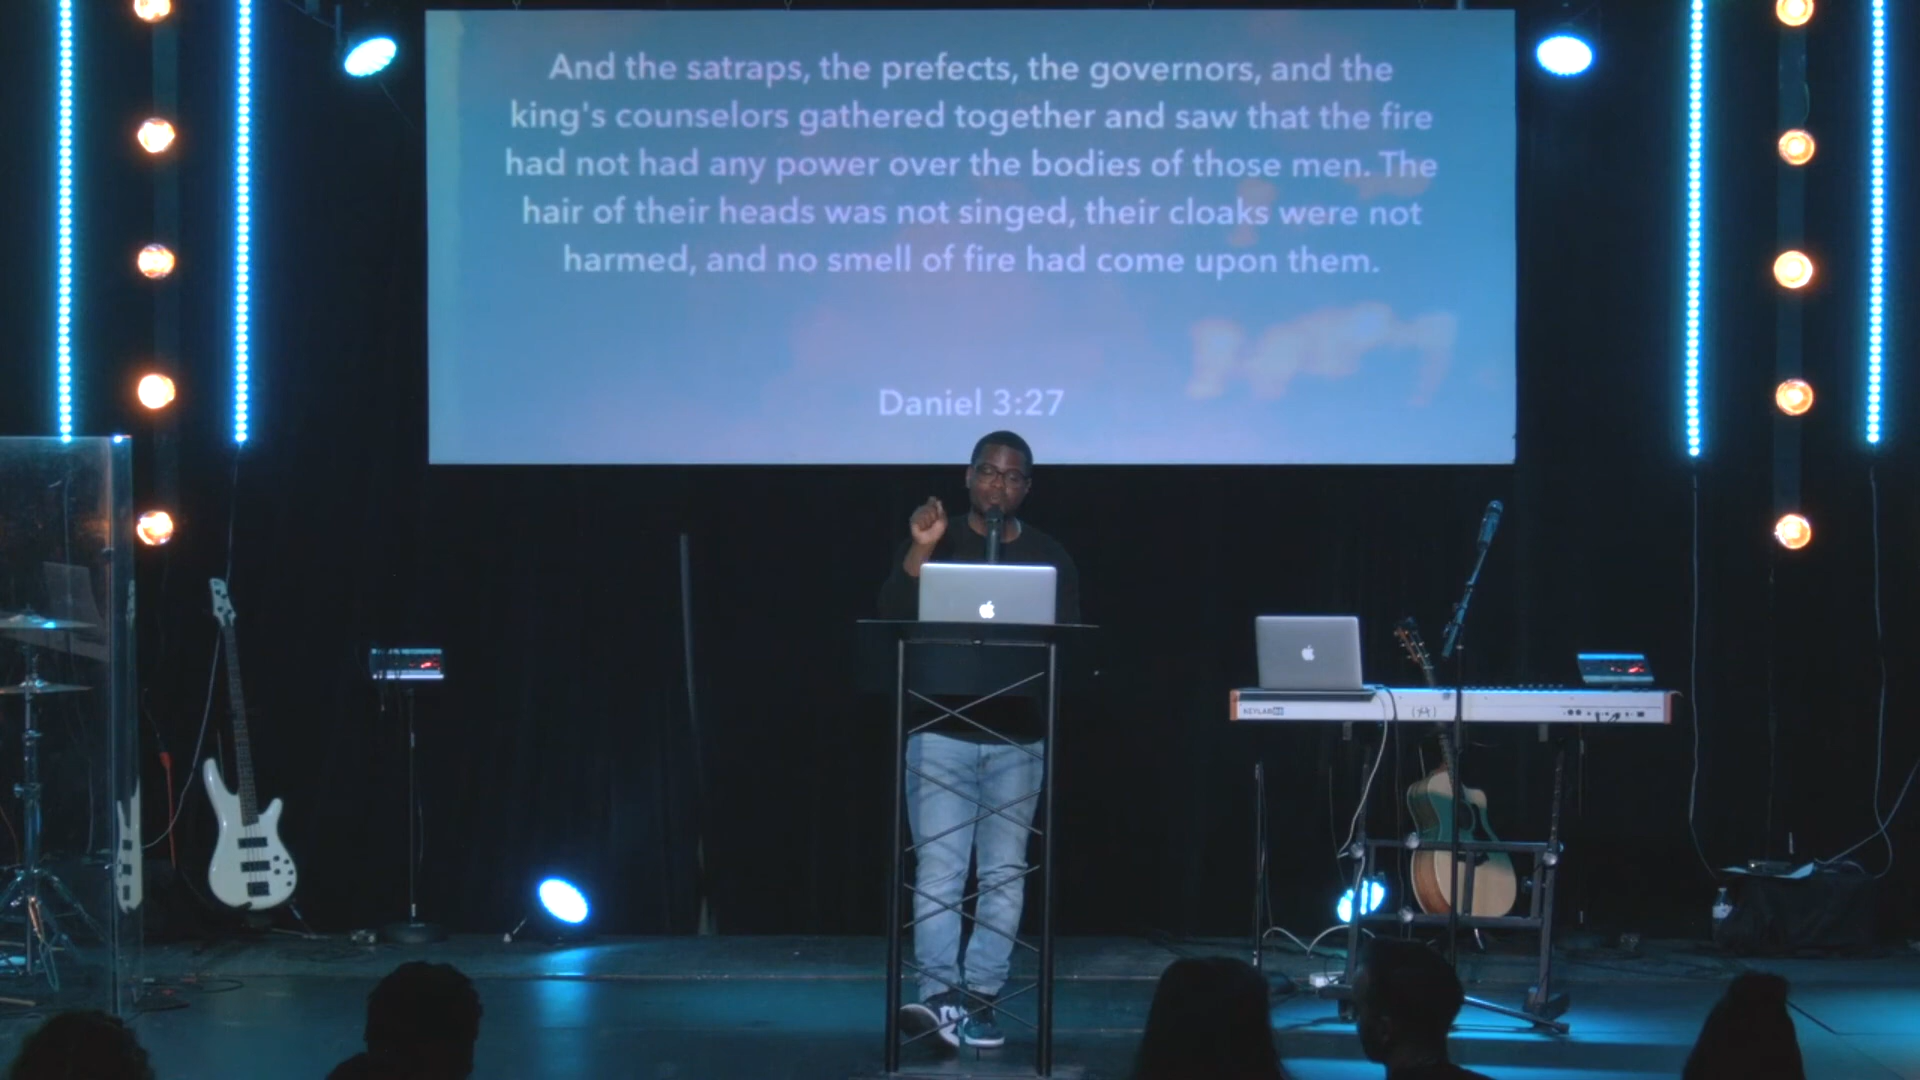 And the satraps, the prefects, the governors, and the
king's counselors gathered together and saw that the fire
had not had any power over the bodies of those men. The
hair of their heads was not singed, their cloaks were not
harmed, and no smell of fire had come upon them.
Daniel 3:27
KEYLAB